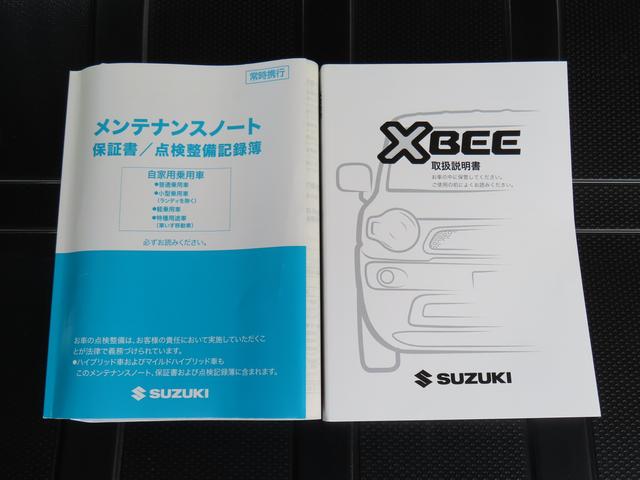 常時携行
メンテナンスノート
保証書／点検整備記録簿
自家用乗用車
●普通乗用車
●小型乗用車
(ランディを除く)
●軽乗用車
●特種用途車
(車いす移動車)
必ずお読みください。
お車の点検整備は、お客様の責任において実施していただくこ
とが法律で義務づけられています。
●ハイブリッド車およびマイルドハイブリッド車も
このメンテナンスノート、保証書および点検記録簿に含まれます。
SUZUKI
XBEE
取扱説明書
お車の中に保管してください。
ご使用の前によくお読みください。
SUZUKI